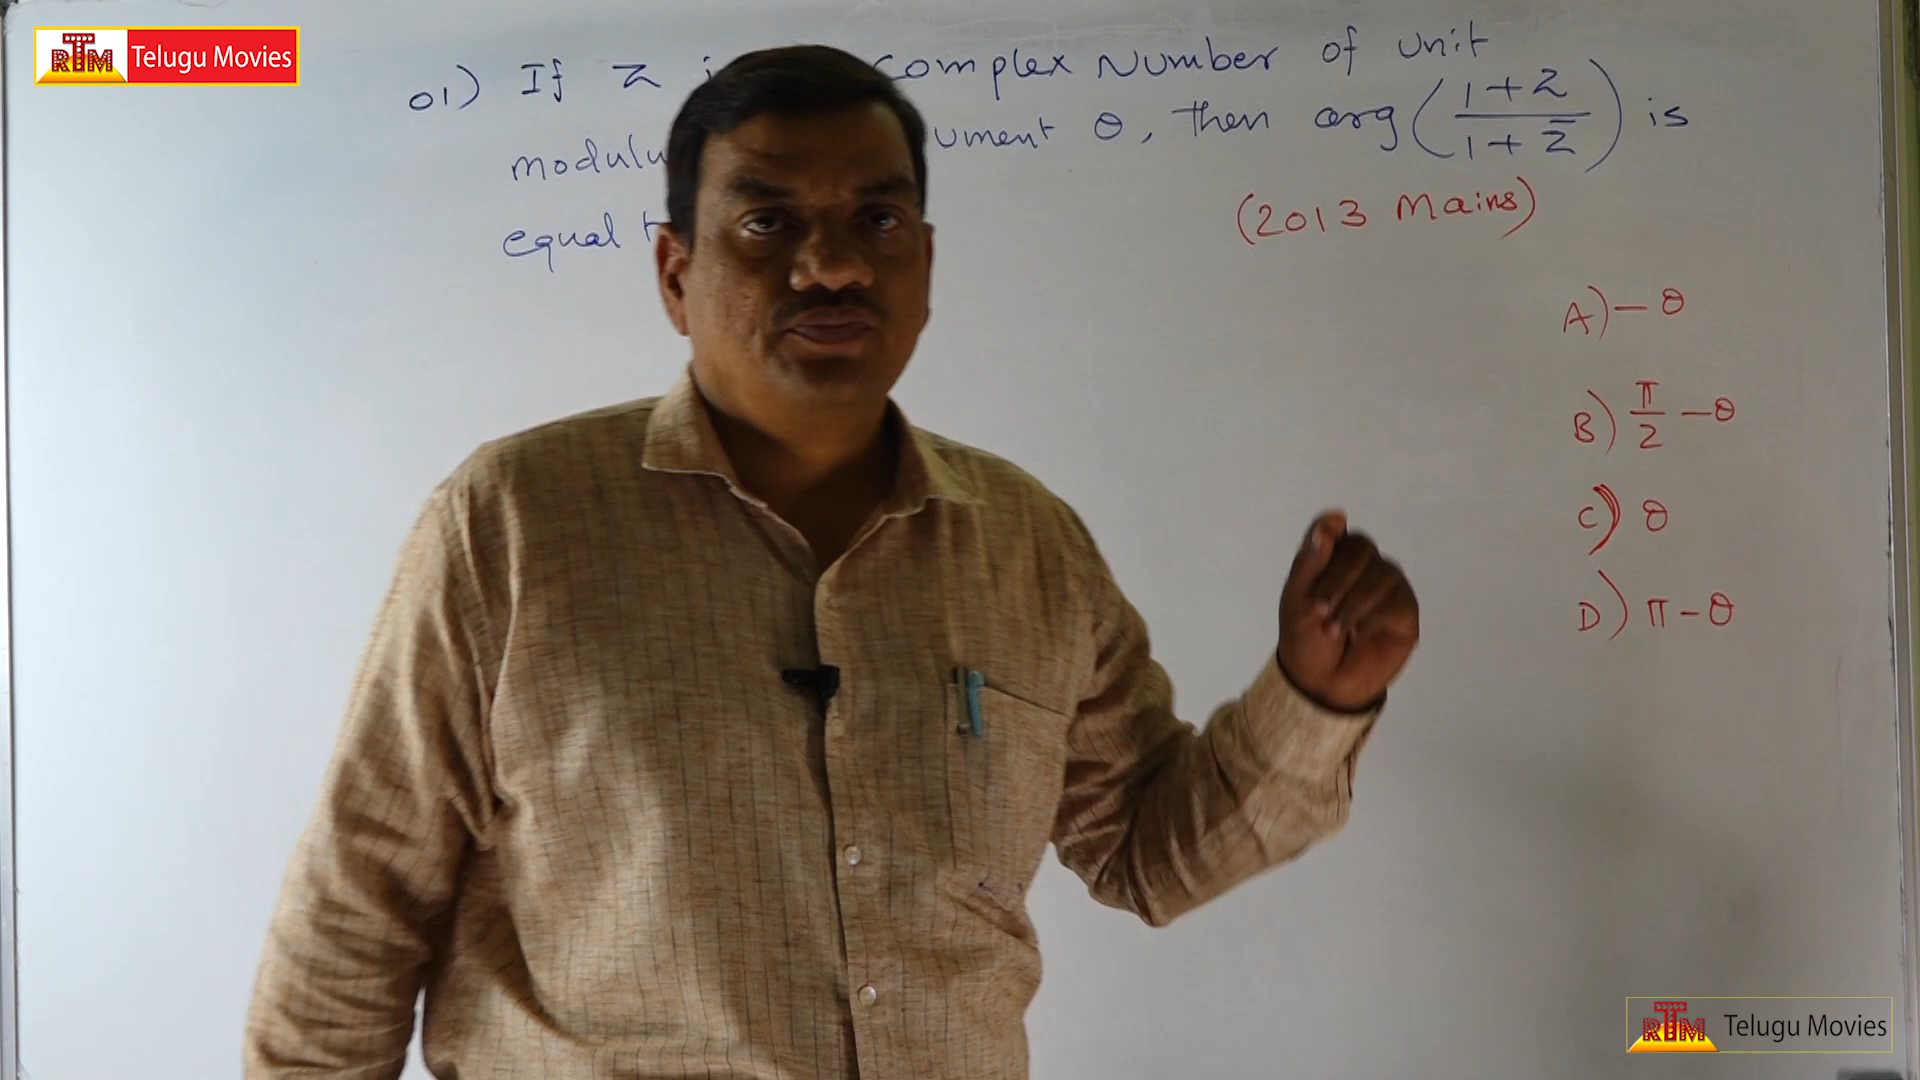 RTM Telugu Movies
01) If z complex Number of unit
modulu ument θ, then arg (1+z / 1+z̅) is
equal t
(2013 Mains)
A) −θ
B) π/2 −θ
C) θ
D) π−θ
RTM Telugu Movies